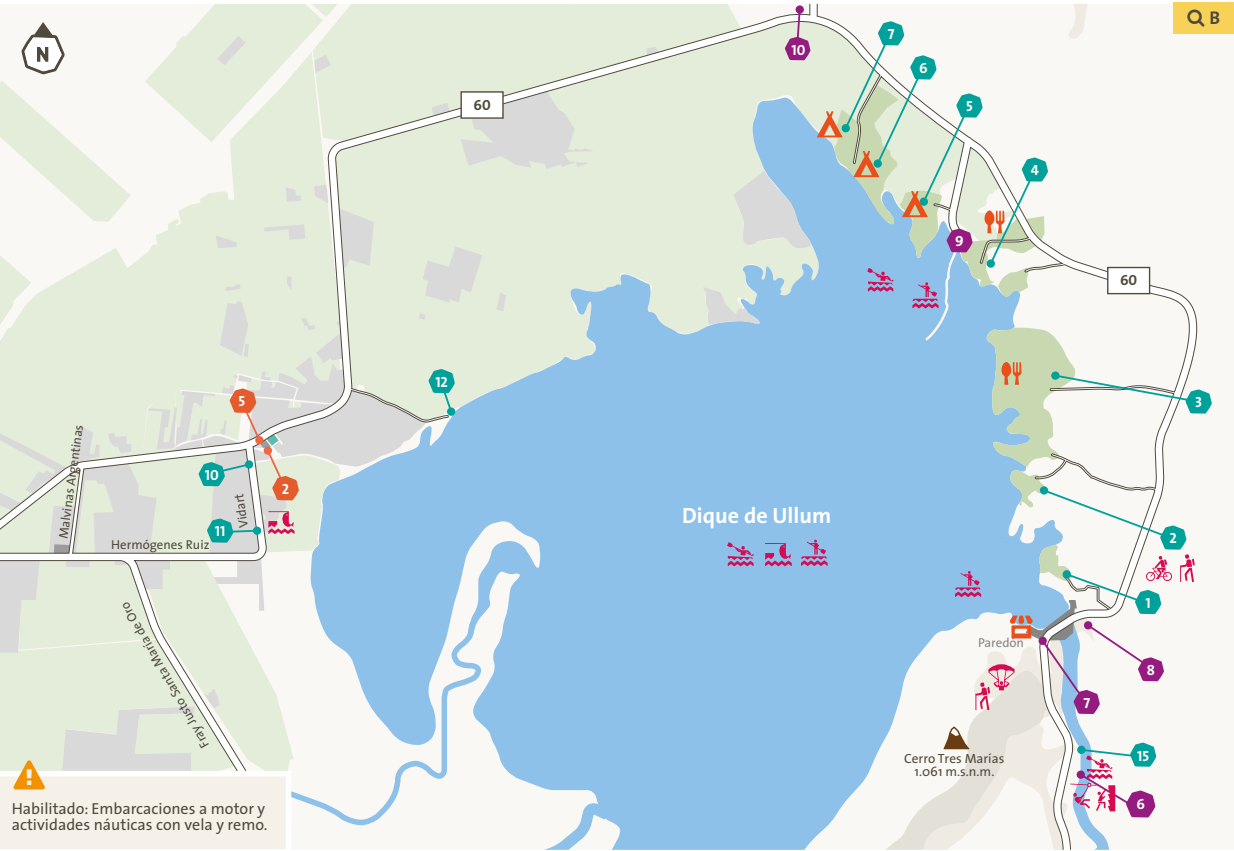 B
N
10
7
6
5
60
4
9
60
12
5
3
10
2
Malvinas Argentinas
Vidart
11
Hermógenes Ruiz
Dique de Ullum
2
1
Fray Justo Santa María de Oro
Paredón
8
7
15
Cerro Tres Marías
1.061 m.s.n.m.
6
Habilitado: Embarcaciones a motor y
actividades náuticas con vela y remo.